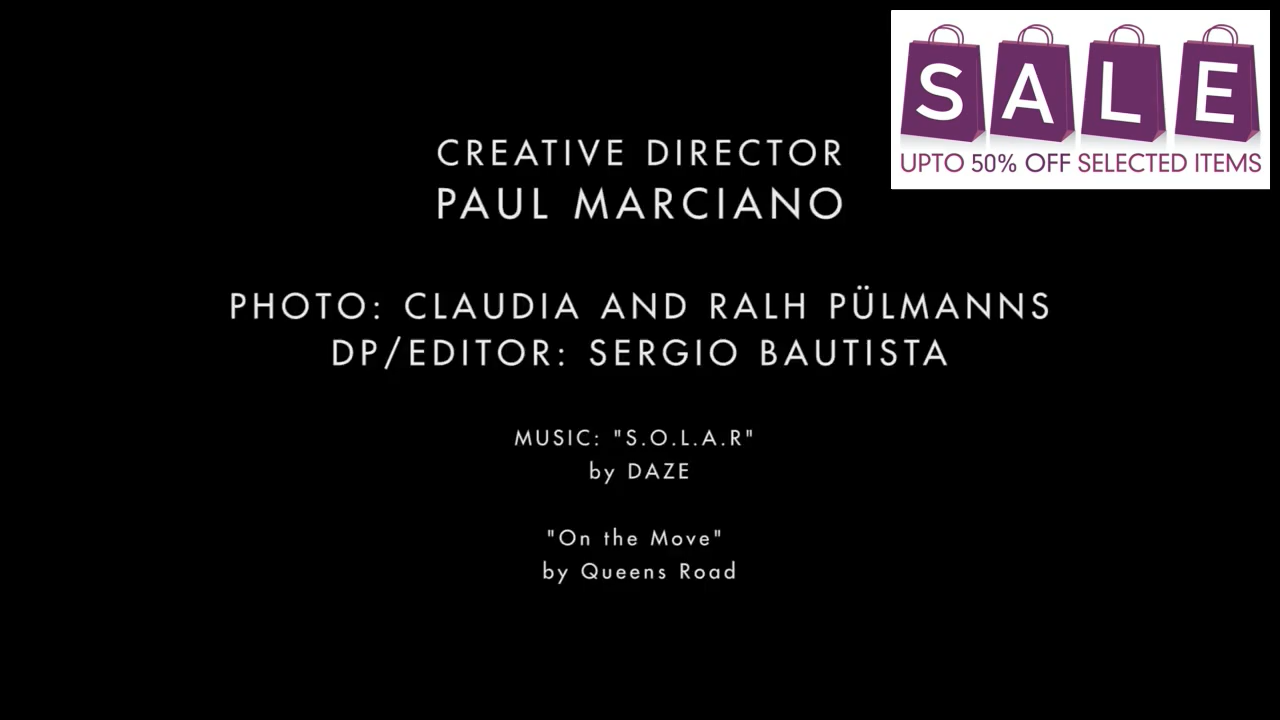 SALE
UPTO 50% OFF SELECTED ITEMS
CREATIVE DIRECTOR
PAUL MARCIANO
PHOTO: CLAUDIA AND RALH PÜLMANNS
DP/EDITOR: SERGIO BAUTISTA
MUSIC: "S.O.L.A.R"
by DAZE
"On the Move"
by Queens Road